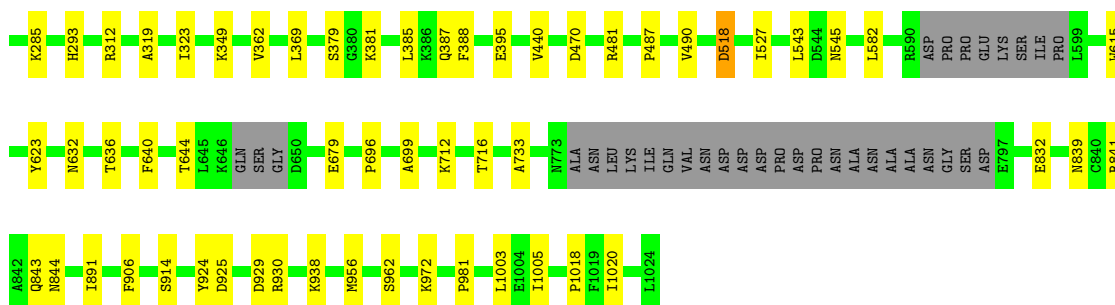 K285 H293 R312 A319 I323 K349 V362 L369 S379 G380 K381 L385 K386 Q387 F388 E395 V440 D470 R481 P487 V490 D518 I527 L543 D544 N545 L582 R590 ASP PRO PRO GLU LYS SER ILE PRO L599 W615
Y623 N632 T636 F640 T644 L645 K646 GLN SER GLY D650 E679 P696 A699 K712 T716 A733 N773 ALA ASN LEU LYS ILE GLN VAL ASN ASP ASP ASP PRO ASP PRO ASN ALA ASN ALA ALA ASN GLY SER ASP E797 E832 N839 C840
A842 Q843 N844 I891 F906 S914 Y924 D925 D929 R930 K938 M956 S962 K972 P981 L1003 E1004 I1005 P1018 F1019 I1020 L1024